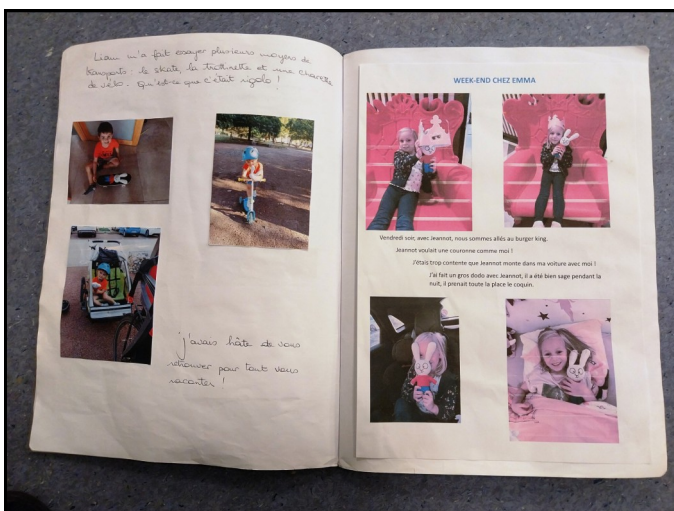 Léam m'a fait essayer plusieurs moyens de
transports : le skate, la trottinette et une charette
de vélo. Qu'est-ce que c'était rigolo !
j'avais hâte de vous
retrouver pour tout vous
raconter !
WEEK-END CHEZ EMMA
Vendredi soir, avec Jeannot, nous sommes allés au burger king.
Jeannot voulait une couronne comme moi !
J'étais trop contente que Jeannot monte dans ma voiture avec moi !
J'ai fait un gros dodo avec Jeannot, il a été bien sage pendant la
nuit, il prenait toute la place le coquin.